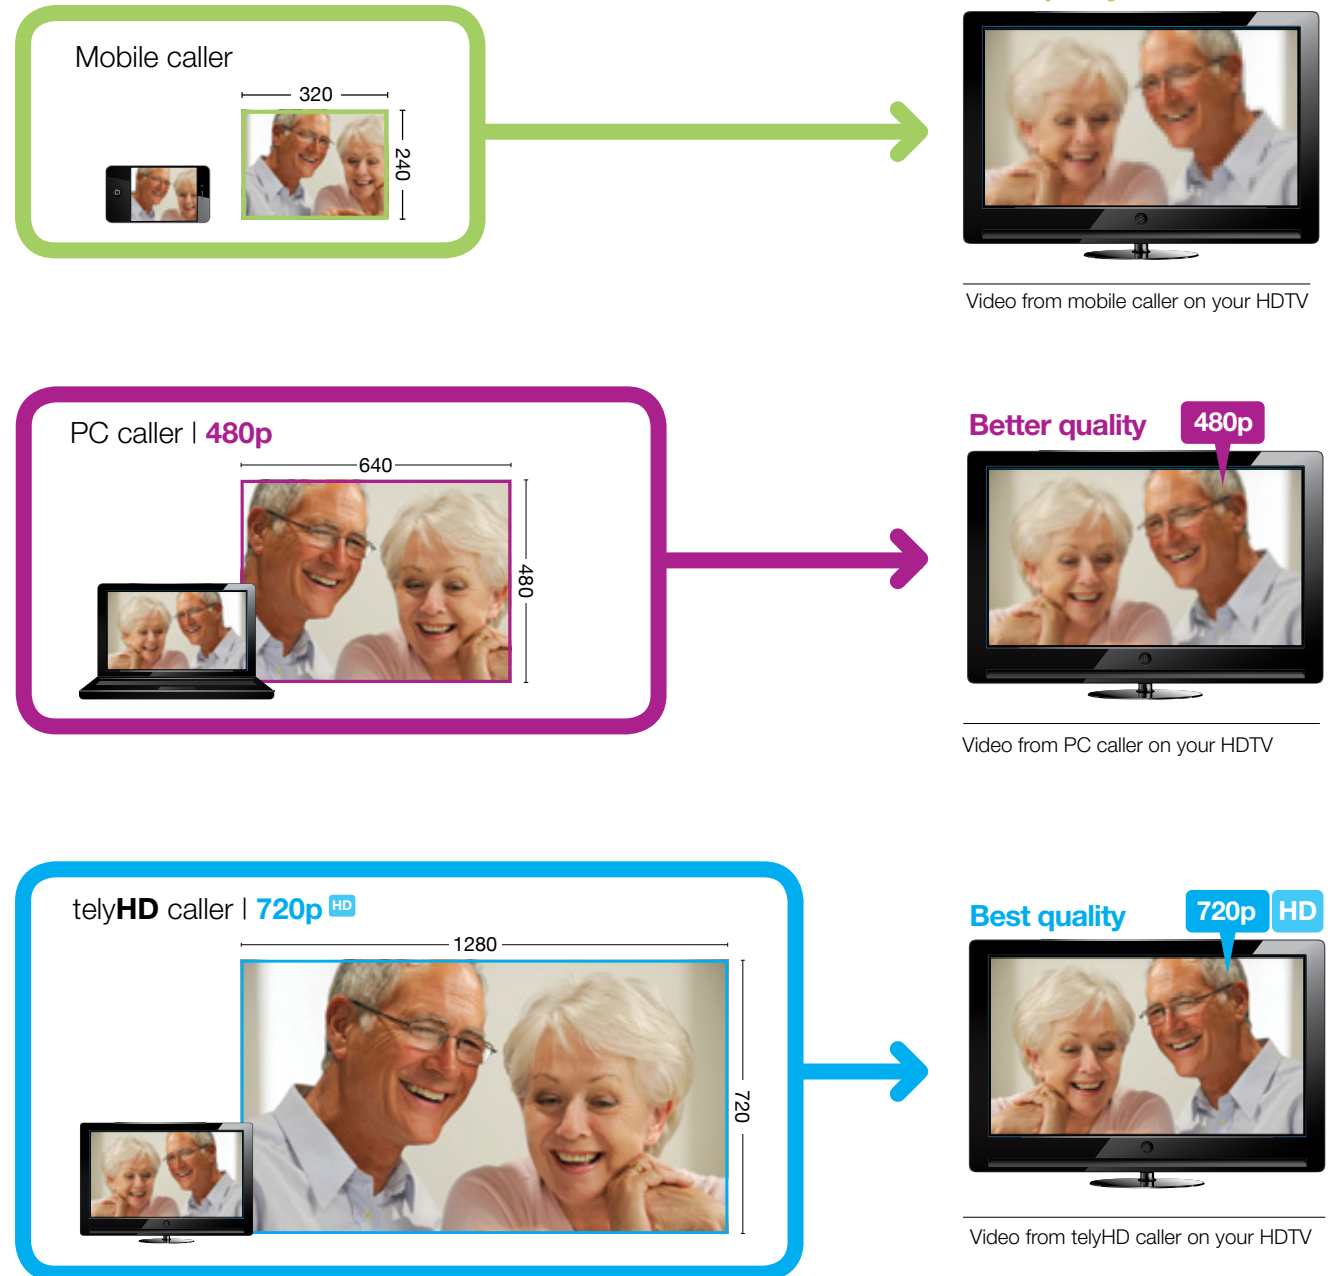 Mobile caller
320
240
Video from mobile caller on your HDTV
PC caller | 480p
640
480
Better quality
480p
Video from PC caller on your HDTV
telyHD caller | 720p HD
1280
720
Best quality
720p HD
Video from telyHD caller on your HDTV